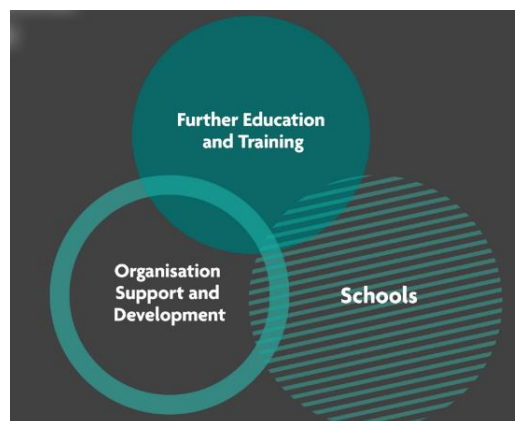 Further Education
and Training
Organisation
Support and
Development
Schools